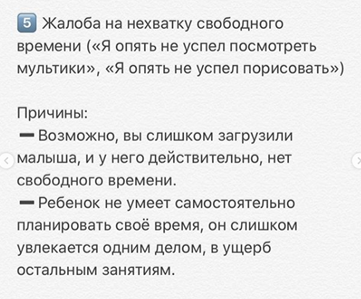 5️⃣ Жалоба на нехватку свободного
времени («Я опять не успел посмотреть
мультики», «Я опять не успел порисовать»)
Причины:
➖Возможно, вы слишком загрузили
малыша, и у него действительно, нет
свободного времени.
➖Ребенок не умеет самостоятельно
планировать своё время, он слишком
увлекается одним делом, в ущерб
остальным занятиям.